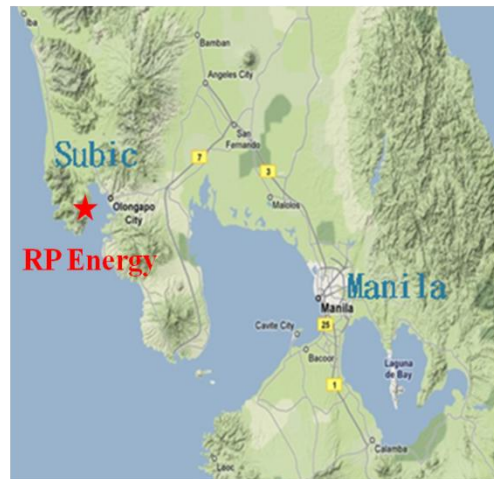 Iba
Bamban
Angeles City
Subic
San
Fernando
7
3
Olongapo
City
Malolos
RP Energy
Manila
Manila
Cavite City
25
Bacoor
Laguna
de Bay
1
Calamba